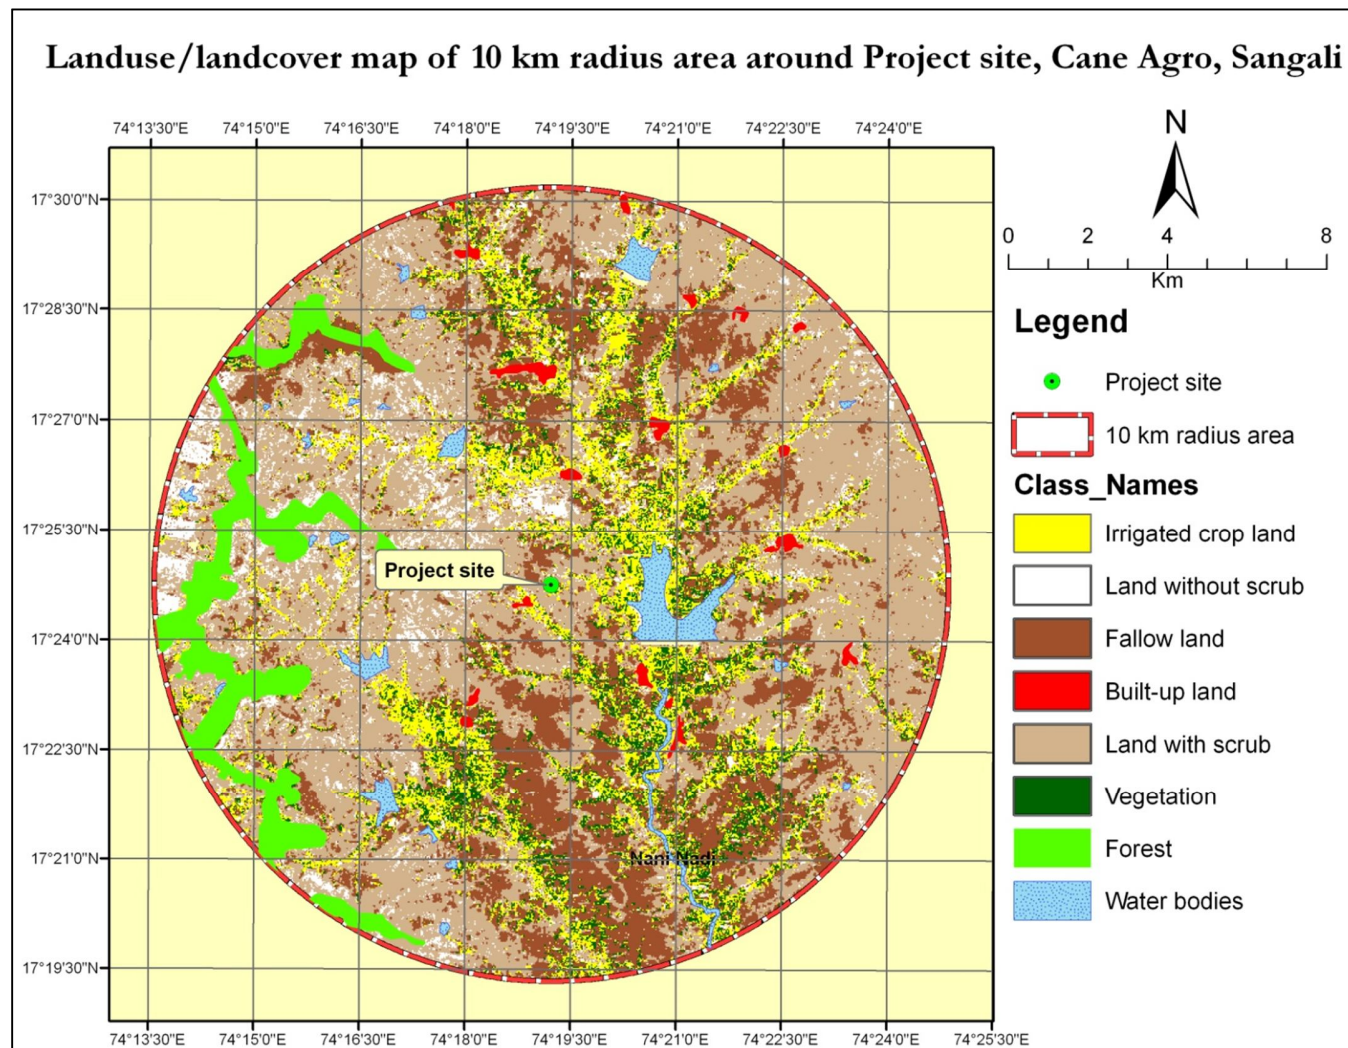 Landuse/landcover map of 10 km radius area around Project site, Cane Agro, Sangali
74°13'30"E 74°15'0"E 74°16'30"E 74°18'0"E 74°19'30"E 74°21'0"E 74°22'30"E 74°24'0"E
N
0 2 4 8
Km
17°30'0"N
17°28'30"N
17°27'0"N
17°25'30"N
17°24'0"N
17°22'30"N
17°21'0"N
17°19'30"N
Project site
Nani Nadi
Legend
Project site
10 km radius area
Class_Names
Irrigated crop land
Land without scrub
Fallow land
Built-up land
Land with scrub
Vegetation
Forest
Water bodies
74°13'30"E 74°15'0"E 74°16'30"E 74°18'0"E 74°19'30"E 74°21'0"E 74°22'30"E 74°24'0"E 74°25'30"E